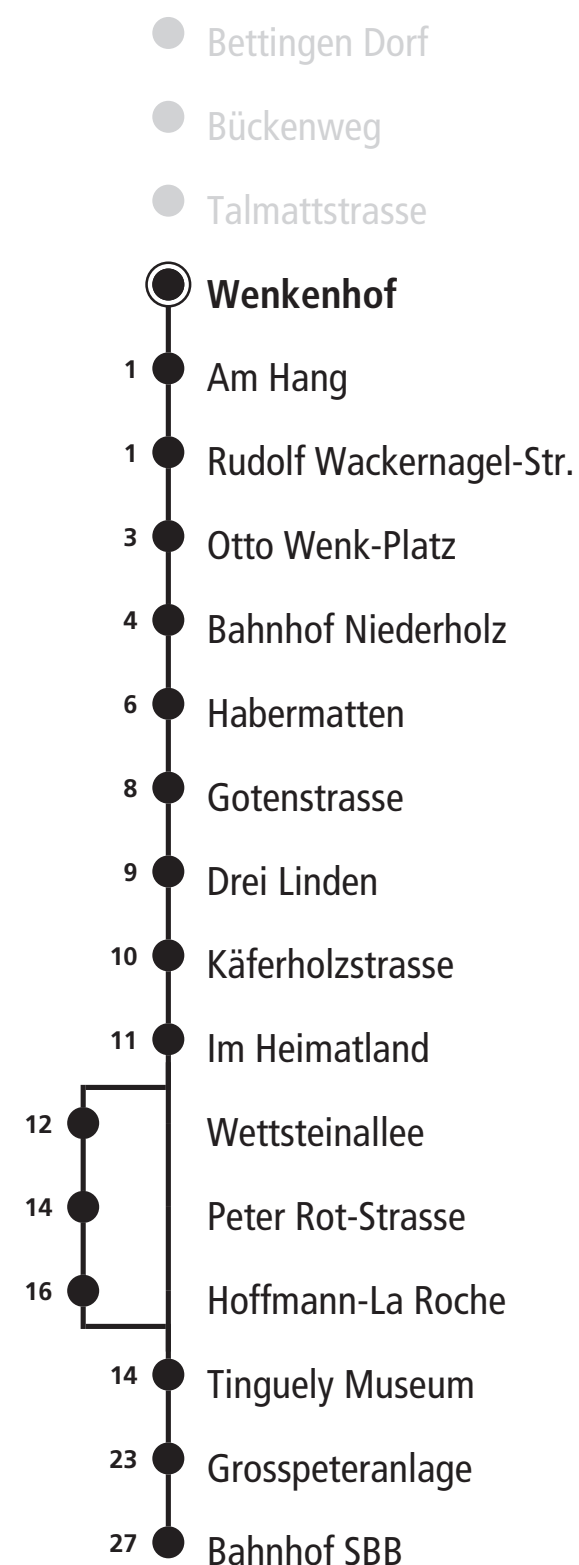 Bettingen Dorf
Bückenweg
Talmattstrasse
Wenkenhof
1 Am Hang
1 Rudolf Wackernagel-Str.
3 Otto Wenk-Platz
4 Bahnhof Niederholz
6 Habermatten
8 Gotenstrasse
9 Drei Linden
10 Käferholzstrasse
11 Im Heimatland
12 Wettsteinallee
14 Peter Rot-Strasse
16 Hoffmann-La Roche
14 Tinguely Museum
23 Grosspeteranlage
27 Bahnhof SBB